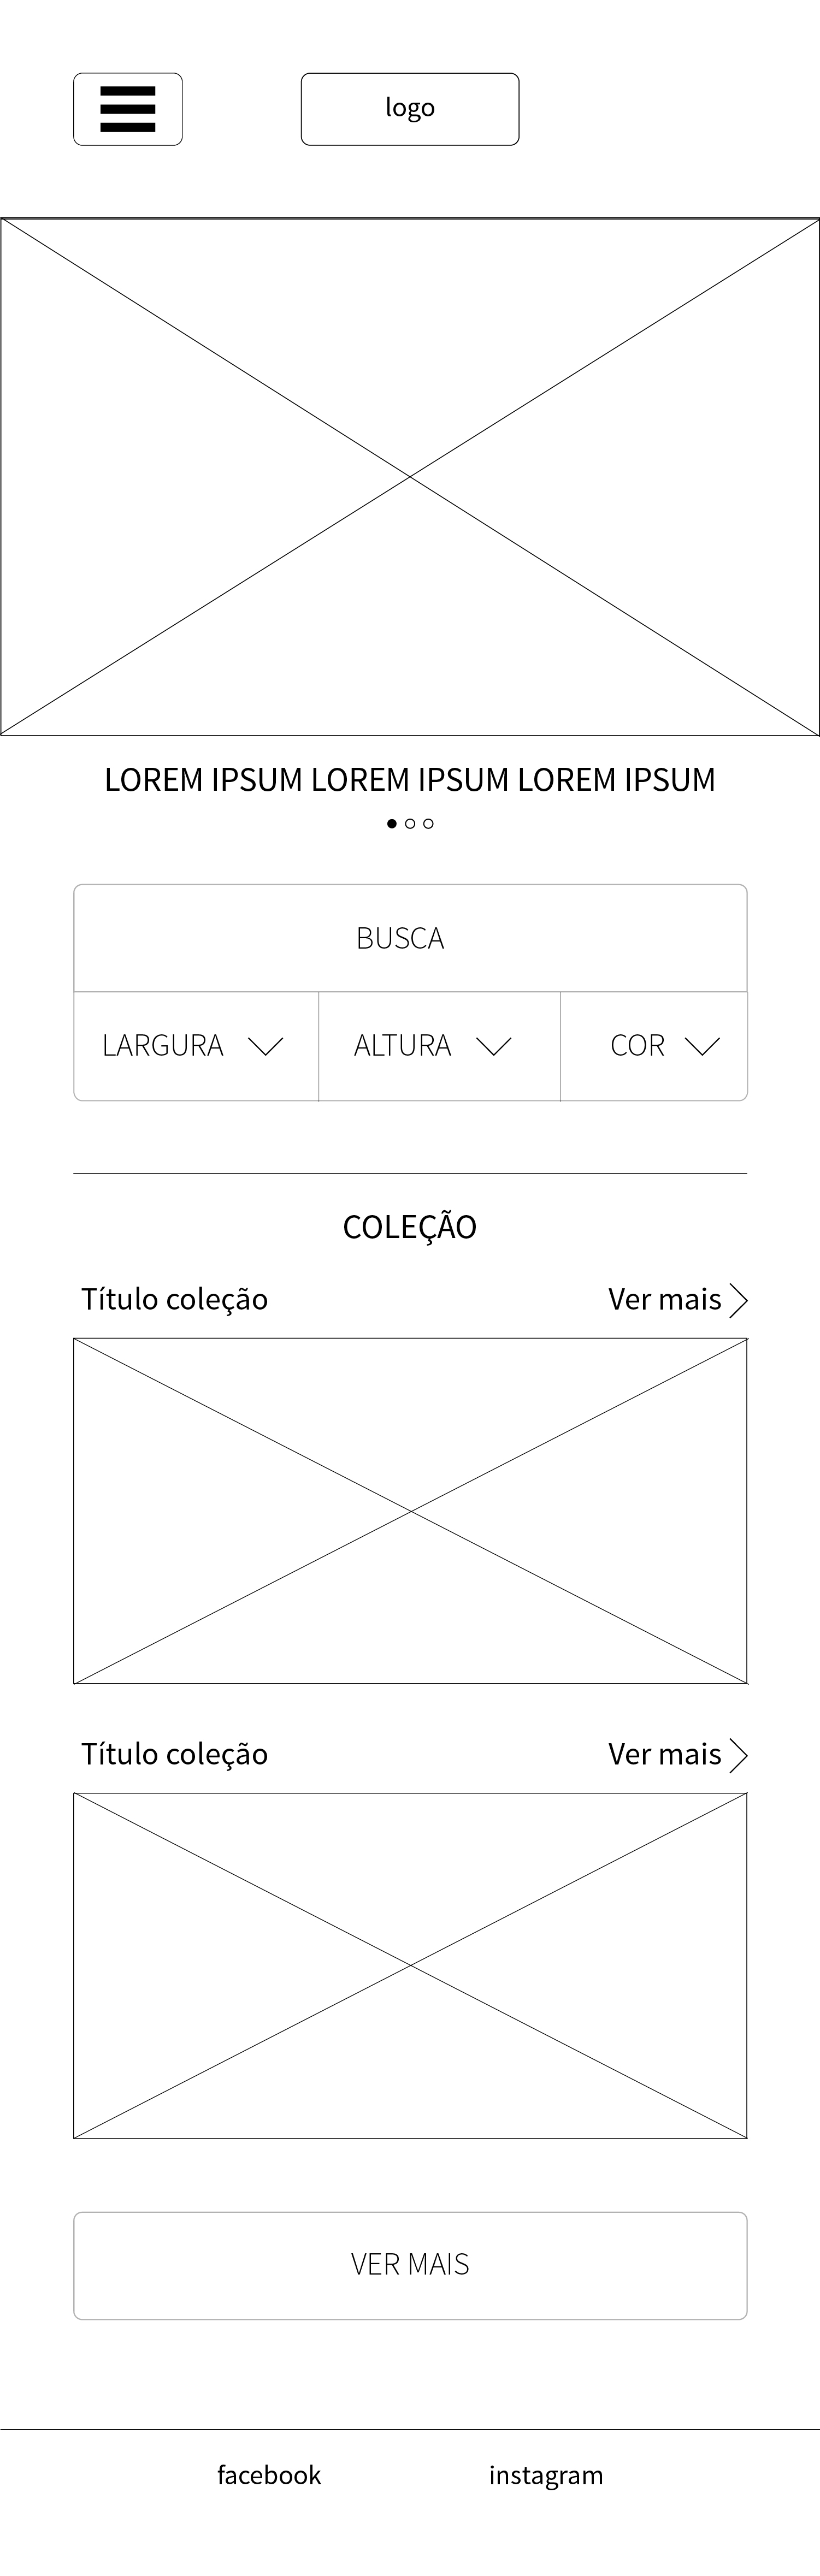 logo
LOREM IPSUM LOREM IPSUM LOREM IPSUM
BUSCA
LARGURA ALTURA COR
COLEÇÃO
Título coleção Ver mais
Título coleção Ver mais
VER MAIS
facebook instagram